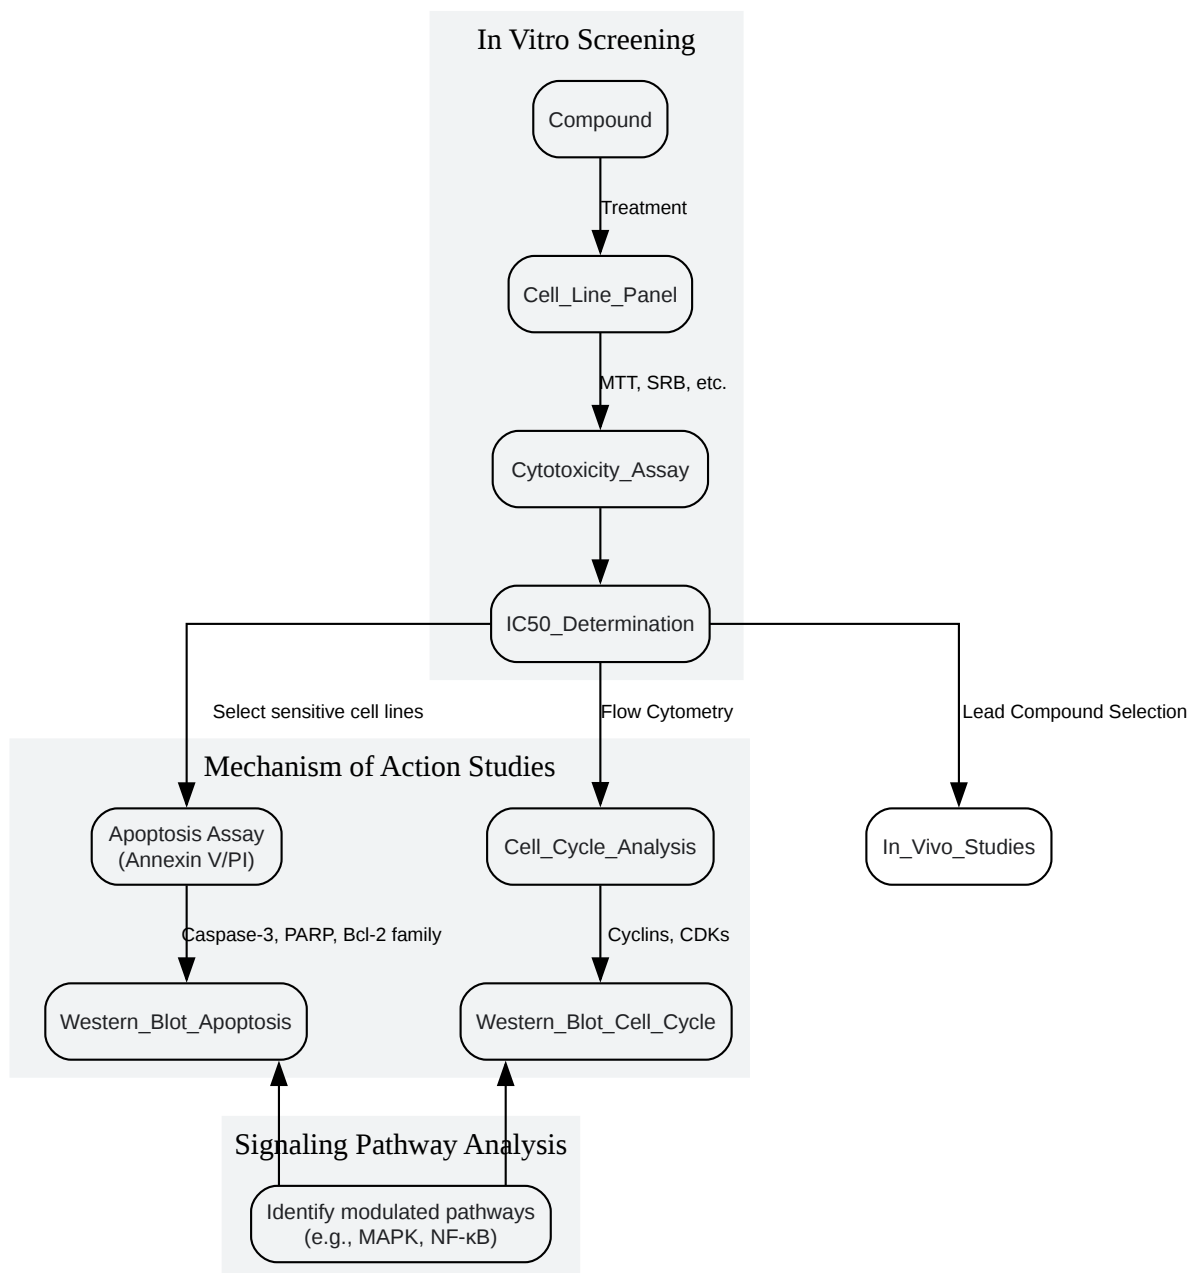 In Vitro Screening
Compound
Treatment
Cell_Line_Panel
MTT, SRB, etc.
Cytotoxicity_Assay
IC50_Determination
Select sensitive cell lines
Flow Cytometry
Lead Compound Selection
Mechanism of Action Studies
Apoptosis Assay
(Annexin V/PI)
Cell_Cycle_Analysis
In_Vivo_Studies
Caspase-3, PARP, Bcl-2 family
Cyclins, CDKs
Western_Blot_Apoptosis
Western_Blot_Cell_Cycle
Signaling Pathway Analysis
Identify modulated pathways
(e.g., MAPK, NF-κB)